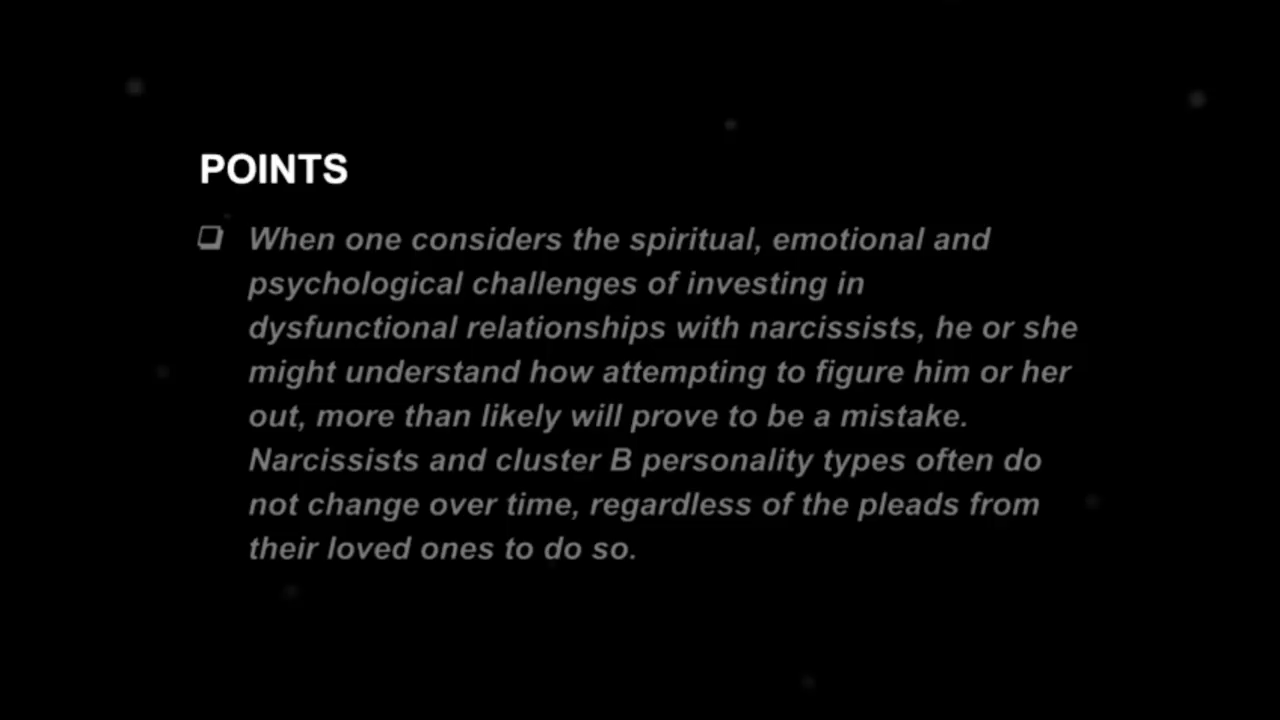 POINTS
❑ When one considers the spiritual, emotional and
psychological challenges of investing in
dysfunctional relationships with narcissists, he or she
might understand how attempting to figure him or her
out, more than likely will prove to be a mistake.
Narcissists and cluster B personality types often do
not change over time, regardless of the pleads from
their loved ones to do so.